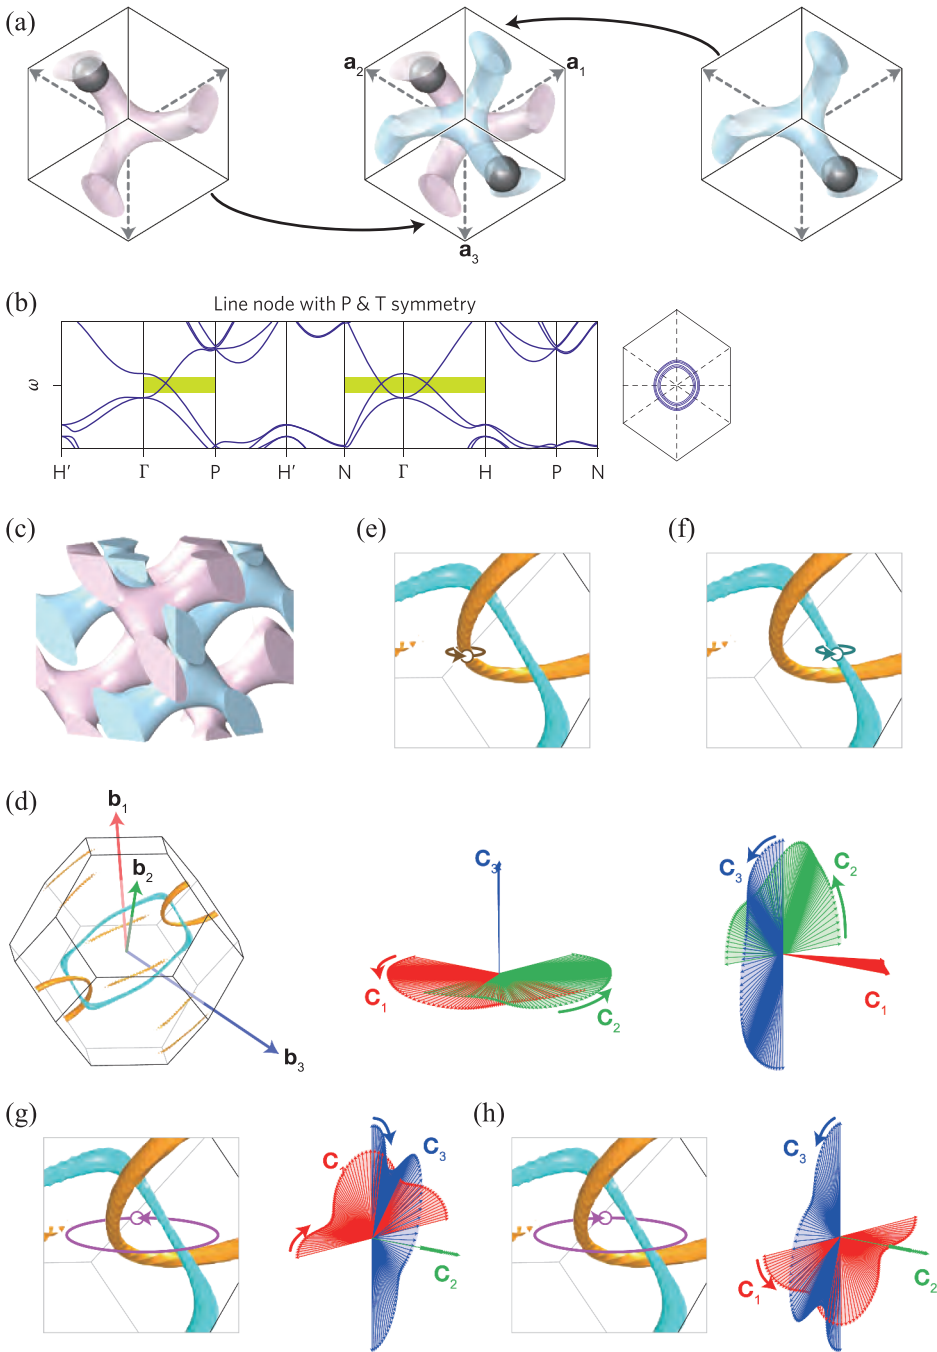 (a)
a2
a1
a3
(b)
Line node with P & T symmetry
ω
H′ Γ P H′ N Γ H P N
(c)
(e)
(f)
(d)
b1
b2
b3
C3
C1
C2
C3
C2
C1
(g)
C1
C3
C2
(h)
C3
C1
C2